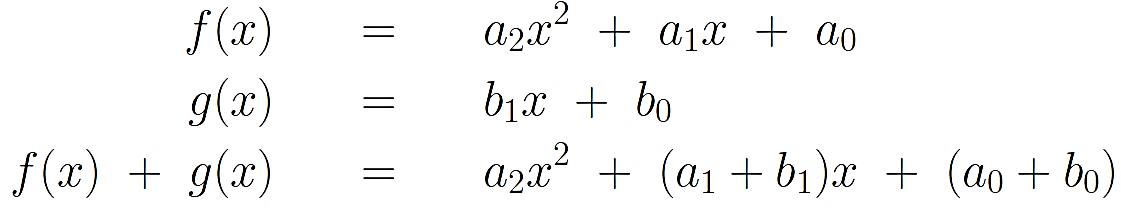 f(x) = a₂x² + a₁x + a₀
g(x) = b₁x + b₀
f(x) + g(x) = a₂x² + (a₁ + b₁)x + (a₀ + b₀)